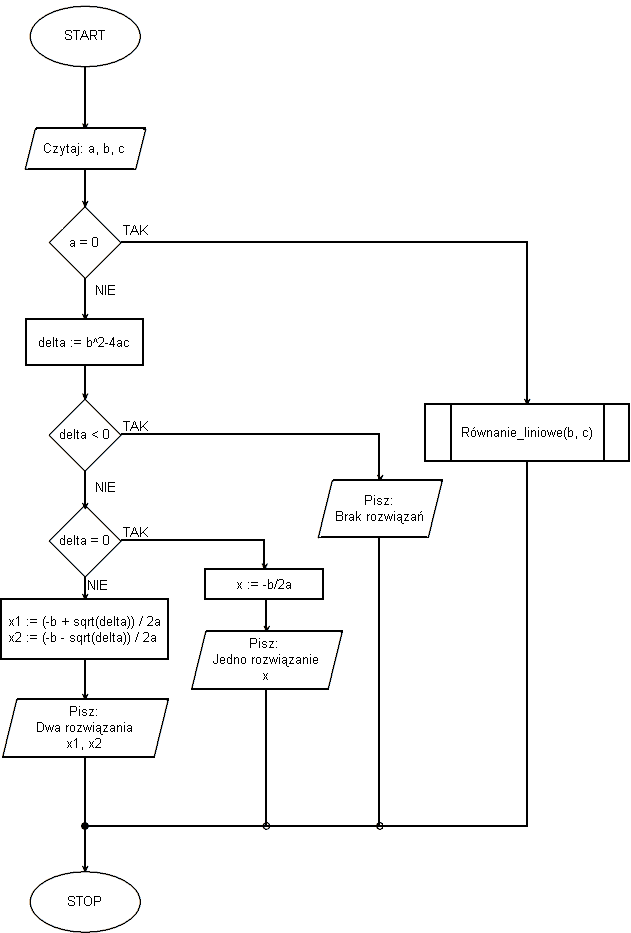 START
Czytaj: a, b, c
a = 0
TAK
NIE
delta := b^2-4ac
delta < 0
TAK
Równanie_liniowe(b, c)
NIE
Pisz:
Brak rozwiązań
delta = 0
TAK
NIE
x := -b/2a
x1 := (-b + sqrt(delta)) / 2a
x2 := (-b - sqrt(delta)) / 2a
Pisz:
Jedno rozwiązanie
x
Pisz:
Dwa rozwiązania
x1, x2
STOP